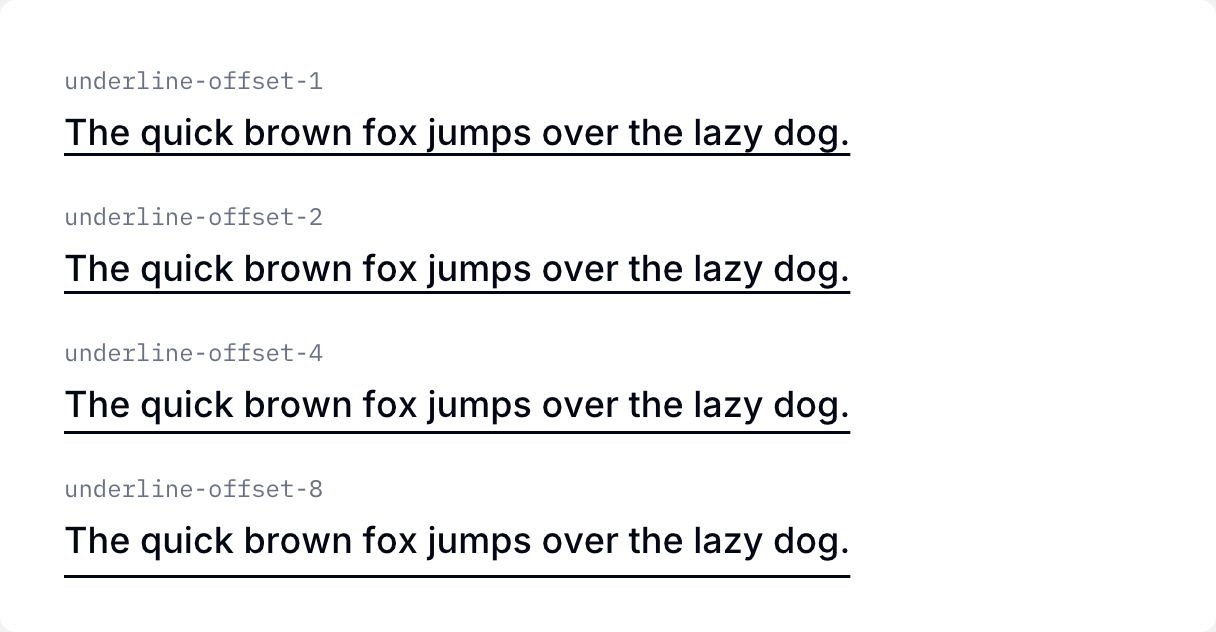 underline-offset-1
The quick brown fox jumps over the lazy dog.
underline-offset-2
The quick brown fox jumps over the lazy dog.
underline-offset-4
The quick brown fox jumps over the lazy dog.
underline-offset-8
The quick brown fox jumps over the lazy dog.